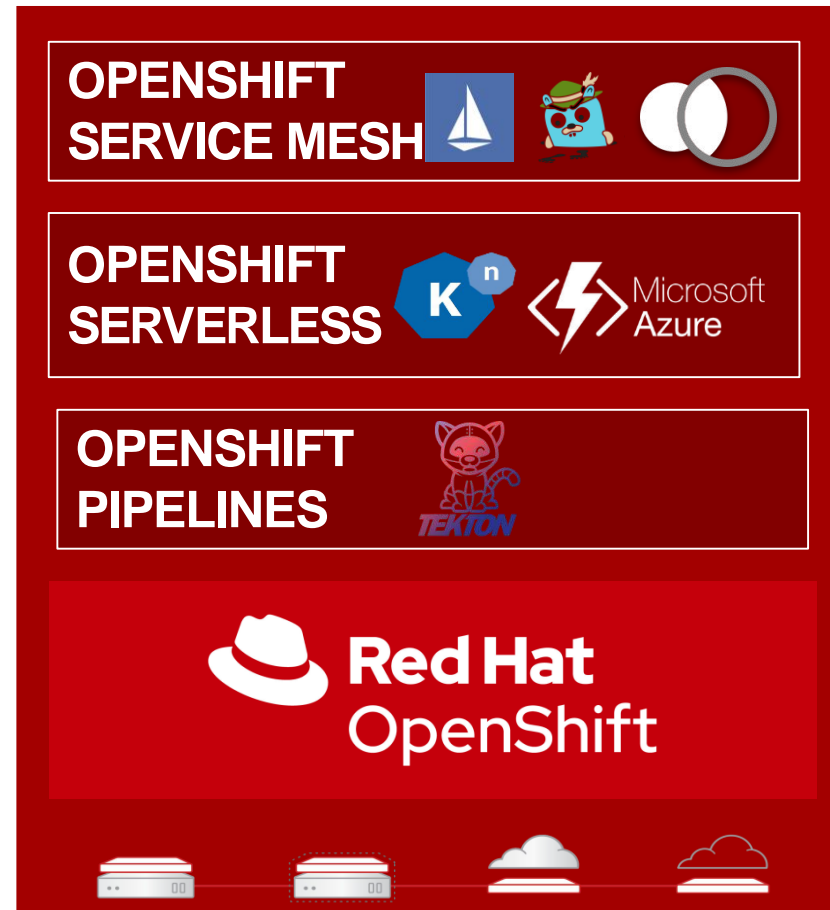 OPENSHIFT
SERVICE MESH
OPENSHIFT
SERVERLESS
K
n
Microsoft
Azure
OPENSHIFT
PIPELINES
TEKTON
Red Hat
OpenShift